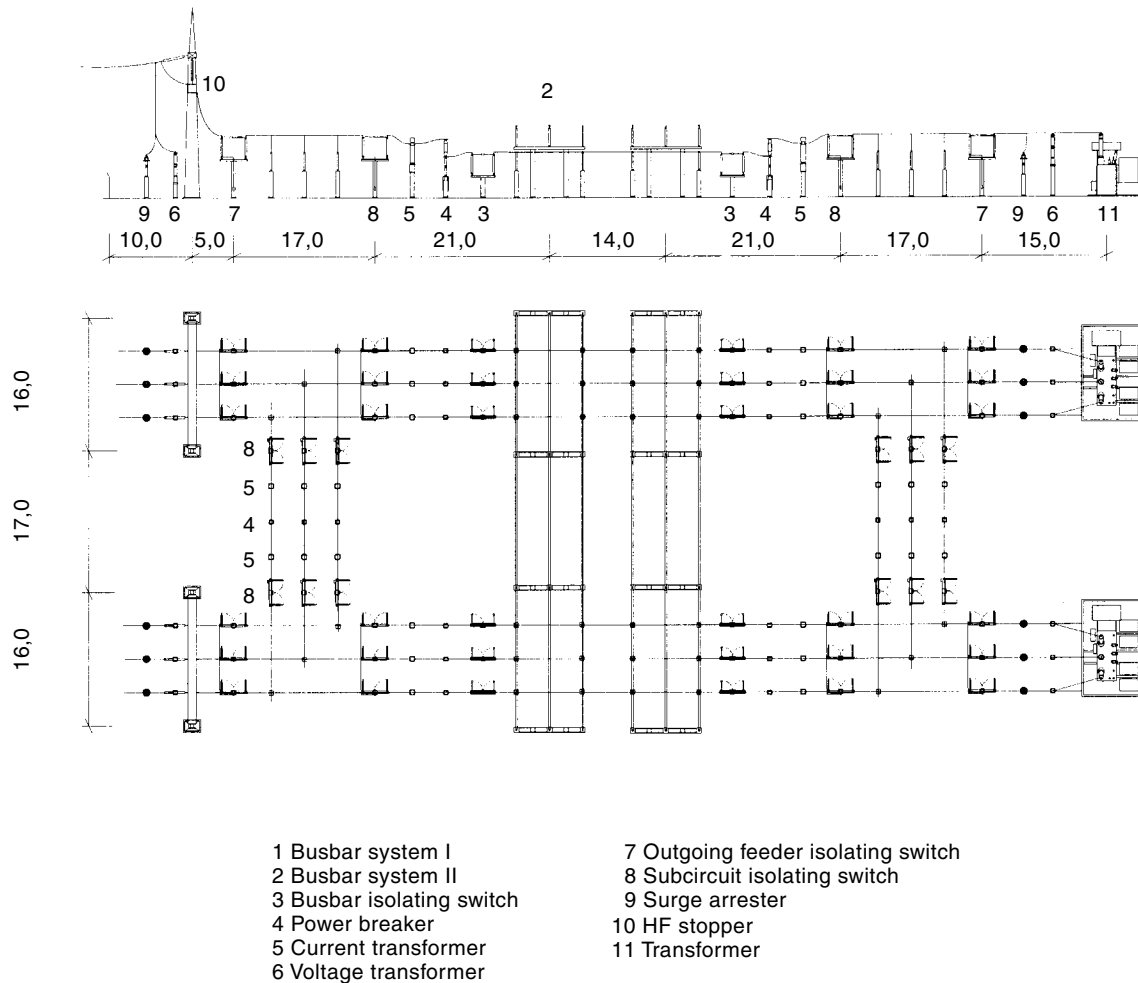 10
2
9 6 7 8 5 4 3 3 4 5 8 7 9 6 11
10,0 5,0 17,0 21,0 14,0 21,0 17,0 15,0
16,0
17,0
16,0
8
5
4
5
8
1 Busbar system I
2 Busbar system II
3 Busbar isolating switch
4 Power breaker
5 Current transformer
6 Voltage transformer
7 Outgoing feeder isolating switch
8 Subcircuit isolating switch
9 Surge arrester
10 HF stopper
11 Transformer